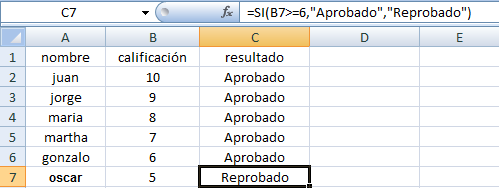 C7 fx =SI(B7>=6,"Aprobado","Reprobado")
A B C D E
1 nombre calificación resultado
2 juan 10 Aprobado
3 jorge 9 Aprobado
4 maria 8 Aprobado
5 martha 7 Aprobado
6 gonzalo 6 Aprobado
7 oscar 5 Reprobado